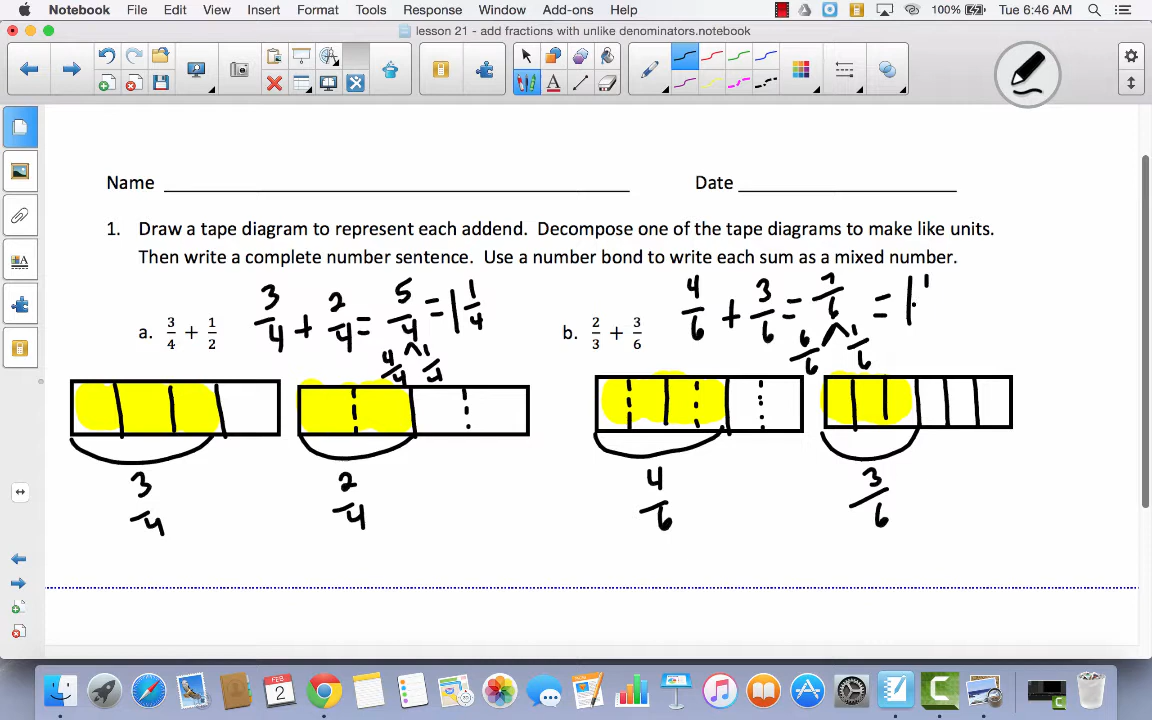 Notebook File Edit View Insert Format Tools Response Window Add-ons Help 100% Tue 6:46 AM
lesson 21 - add fractions with unlike denominators.notebook
Name ______ Date ______
1. Draw a tape diagram to represent each addend. Decompose one of the tape diagrams to make like units.
Then write a complete number sentence. Use a number bond to write each sum as a mixed number.
a. 3/4 + 1/2 3/4 + 2/4 = 5/4 = 1 1/4
4/4 1/4
3/4 2/4
b. 2/3 + 3/6 4/6 + 3/6 = 7/6 = 1 1
6/6 1/6
4/6 3/6
FEB
2